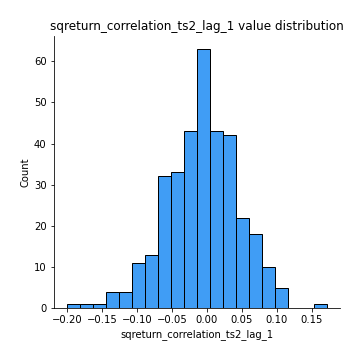 sqreturn_correlation_ts2_lag_1 value distribution
60
50
40
30
20
10
0
Count
−0.20 −0.15 −0.10 −0.05 0.00 0.05 0.10 0.15
sqreturn_correlation_ts2_lag_1